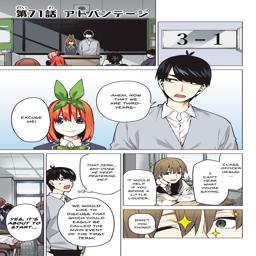 第71話 アドバンテージ
3-1
AHEM, NOW
THAT WE ARE
THIRD-
YEARS-
EXCUSE
ME!
CLASS
OFFICER
UESUGI!
I CAN'T
HEAR WHAT
YOU'RE
SAYING.
IT WOULD
HELP IF
YOU SPOKE
A LITTLE
LOUDER.
THAT JERK...
WHY DOES
HE KEEP
PESTERING
ME?
WE WOULD
LIKE TO
DISCUSS THAT
WHICH COULD
EASILY BE
CALLED THE
MAIN EVENT
OF THE FIRST
TERM!
YES, IT'S
ABOUT TO
START...
DON'T
YOU
THINK?